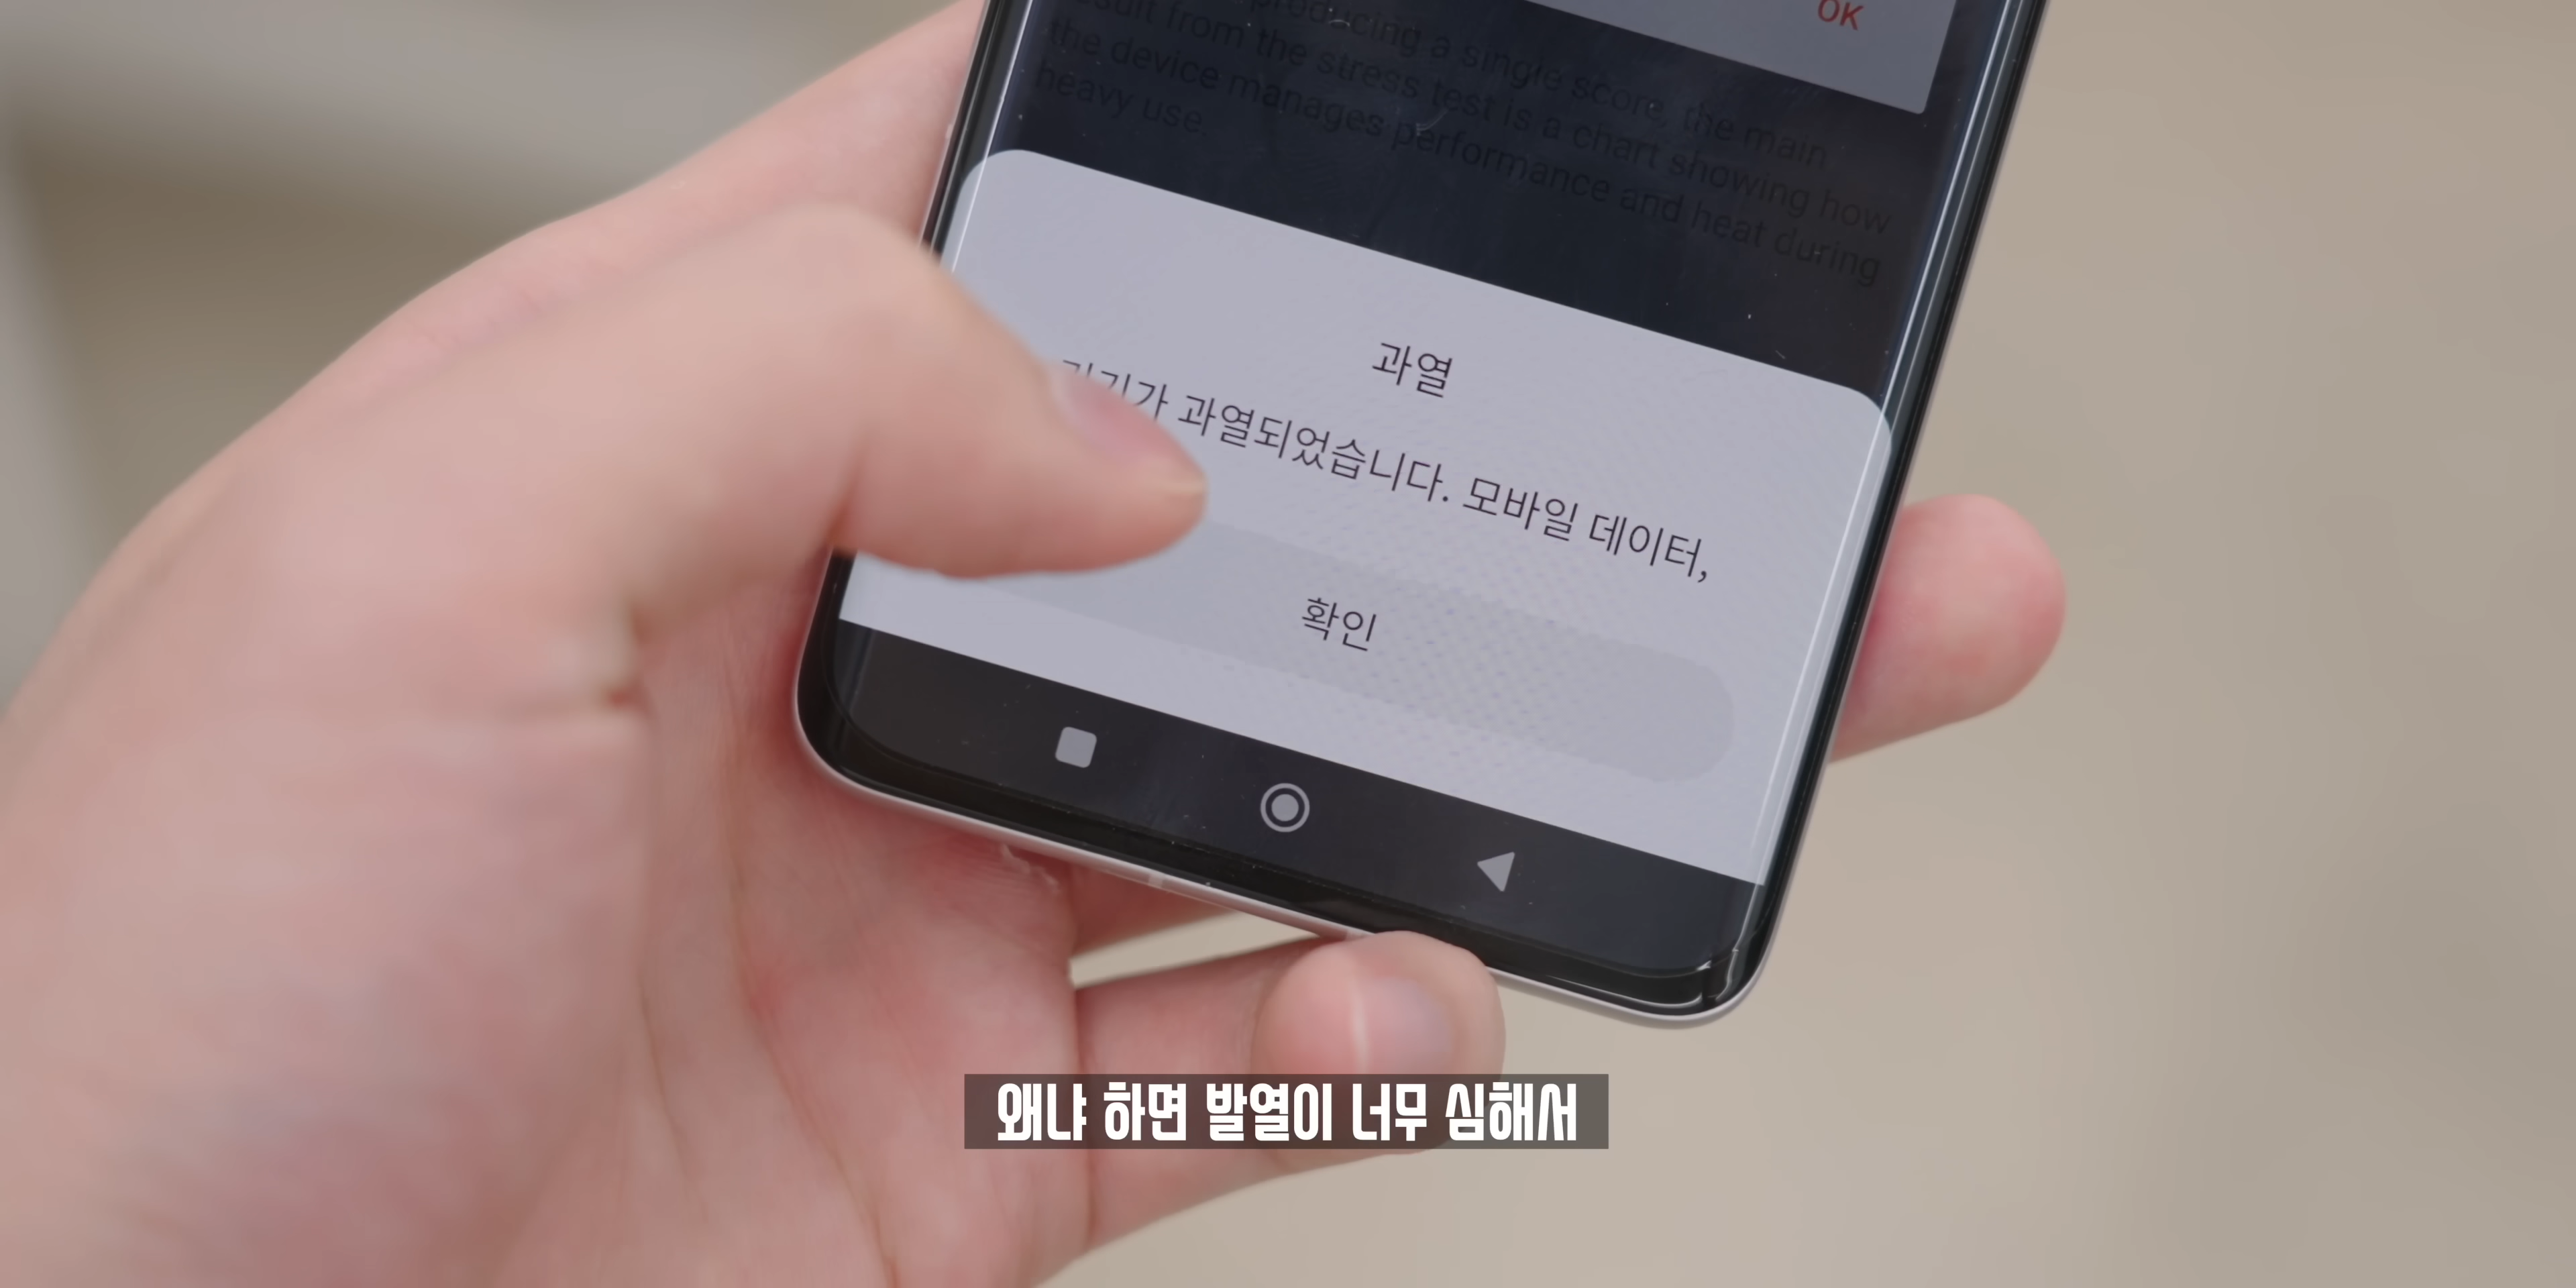 OK
producing a single score, the main
result from the stress test is a chart showing how
the device manages performance and heat during
heavy use.
과열
기기가 과열되었습니다. 모바일 데이터,
확인
왜냐 하면 발열이 너무 심해서